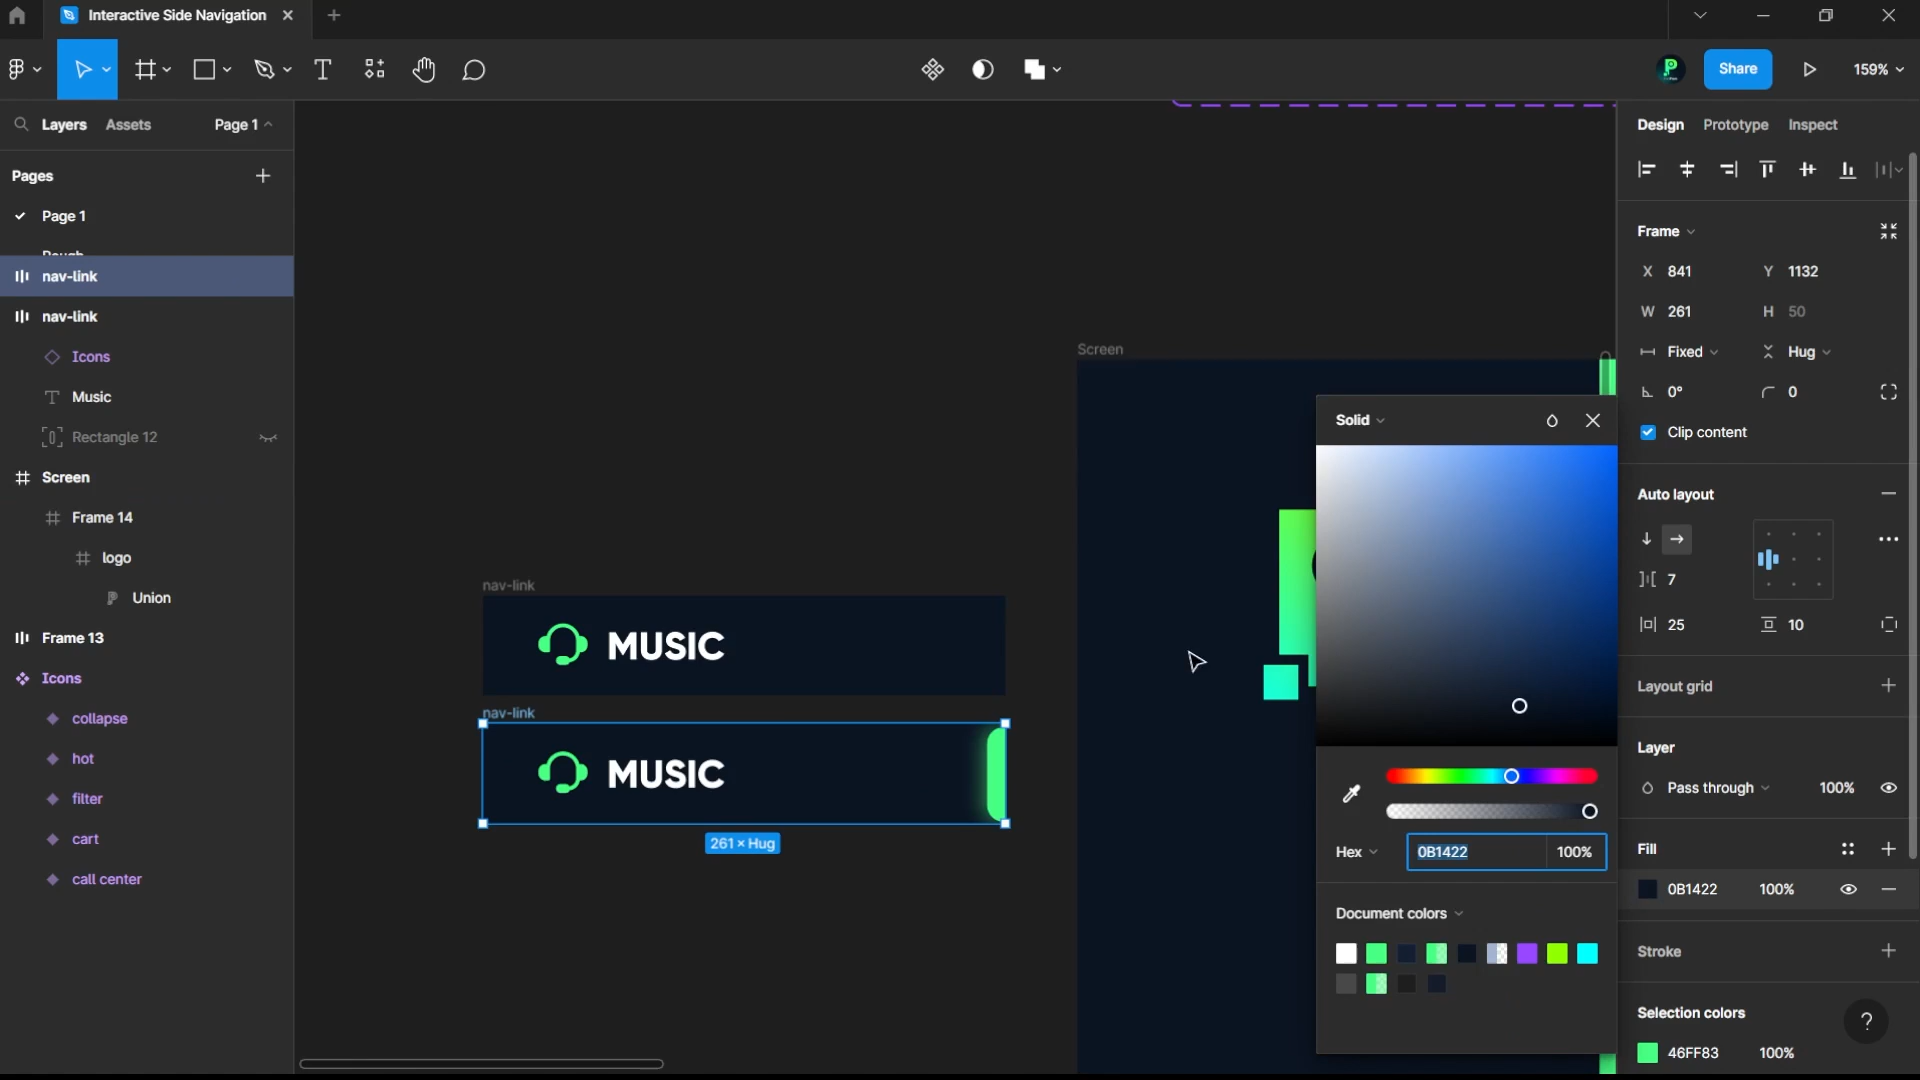 Interactive Side Navigation
Share
159%
Layers
Assets
Page 1
Pages
Page 1
Rough
nav-link
nav-link
Icons
Music
Rectangle 12
Screen
Frame 14
logo
Union
Frame 13
Icons
collapse
hot
filter
cart
call center
Screen
nav-link
MUSIC
nav-link
MUSIC
261 × Hug
Solid
Hex
0B1422
100%
Document colors
Design
Prototype
Inspect
Frame
X 841
Y 1132
W 261
H 50
Fixed
Hug
0°
0
Clip content
Auto layout
7
25
10
Layout grid
Layer
Pass through
100%
Fill
0B1422
100%
Stroke
Selection colors
46FF83
100%
?